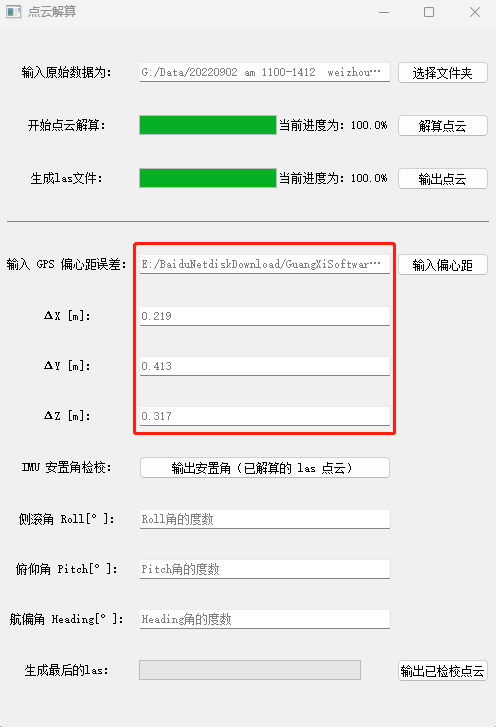 点云解算
输入原始数据为： G:/Data/20220902 am 1100-1412 weizhou… 选择文件夹
开始点云解算： 当前进度为：100.0% 解算点云
生成las文件： 当前进度为：100.0% 输出点云
输入 GPS 偏心距误差： E:/BaiduNetdiskDownload/GuangXiSoftwar… 输入偏心距
ΔX [m]： 0.219
ΔY [m]： 0.413
ΔZ [m]： 0.317
IMU 安置角检校： 输出安置角（已解算的 las 点云）
侧滚角 Roll[°]： Roll角的度数
俯仰角 Pitch[°]： Pitch角的度数
航偏角 Heading[°]： Heading角的度数
生成最后的las： 输出已检校点云